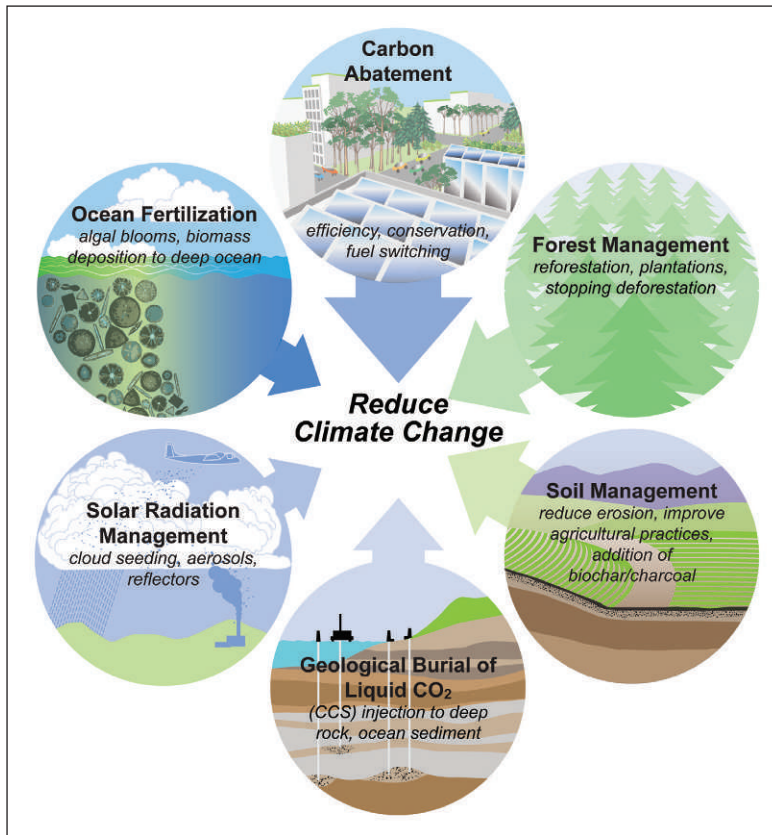 Carbon
Abatement
efficiency, conservation,
fuel switching
Ocean Fertilization
algal blooms, biomass
deposition to deep ocean
Forest Management
reforestation, plantations,
stopping deforestation
Reduce
Climate Change
Solar Radiation
Management
cloud seeding, aerosols,
reflectors
Soil Management
reduce erosion, improve
agricultural practices,
addition of
biochar/charcoal
Geological Burial of
Liquid CO₂
(CCS) injection to deep
rock, ocean sediment